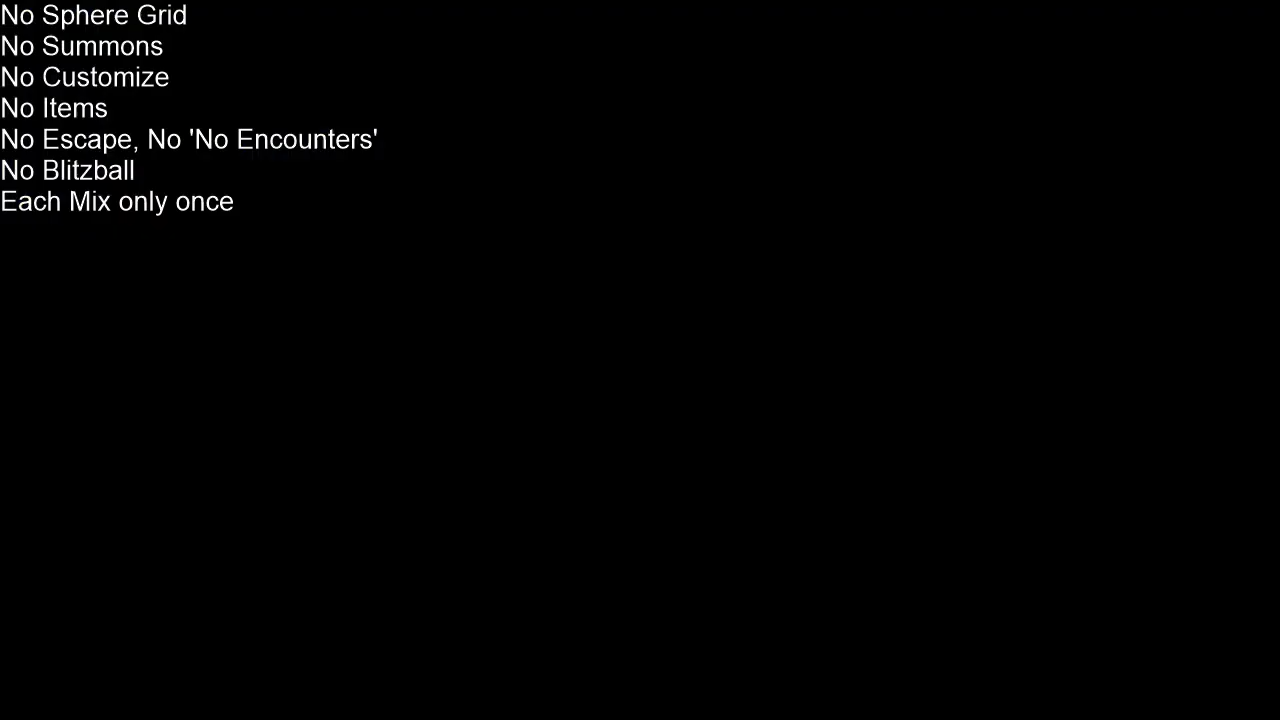 No Sphere Grid
No Summons
No Customize
No Items
No Escape, No 'No Encounters'
No Blitzball
Each Mix only once